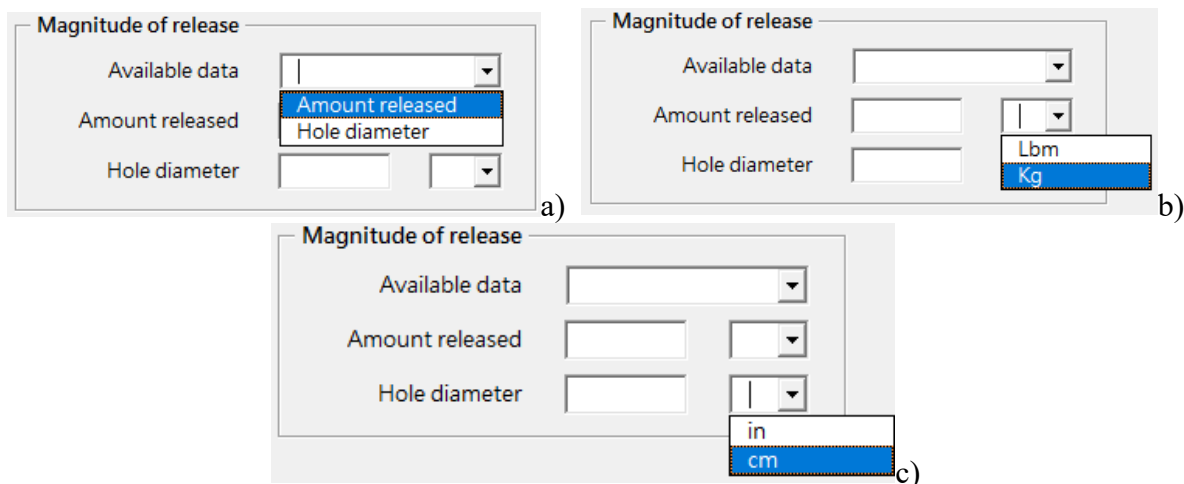 Magnitude of release
Available data
Amount released
Amount released
Hole diameter
Hole diameter
a)
Magnitude of release
Available data
Amount released
Lbm
Hole diameter
Kg
b)
Magnitude of release
Available data
Amount released
Hole diameter
in
cm
c)